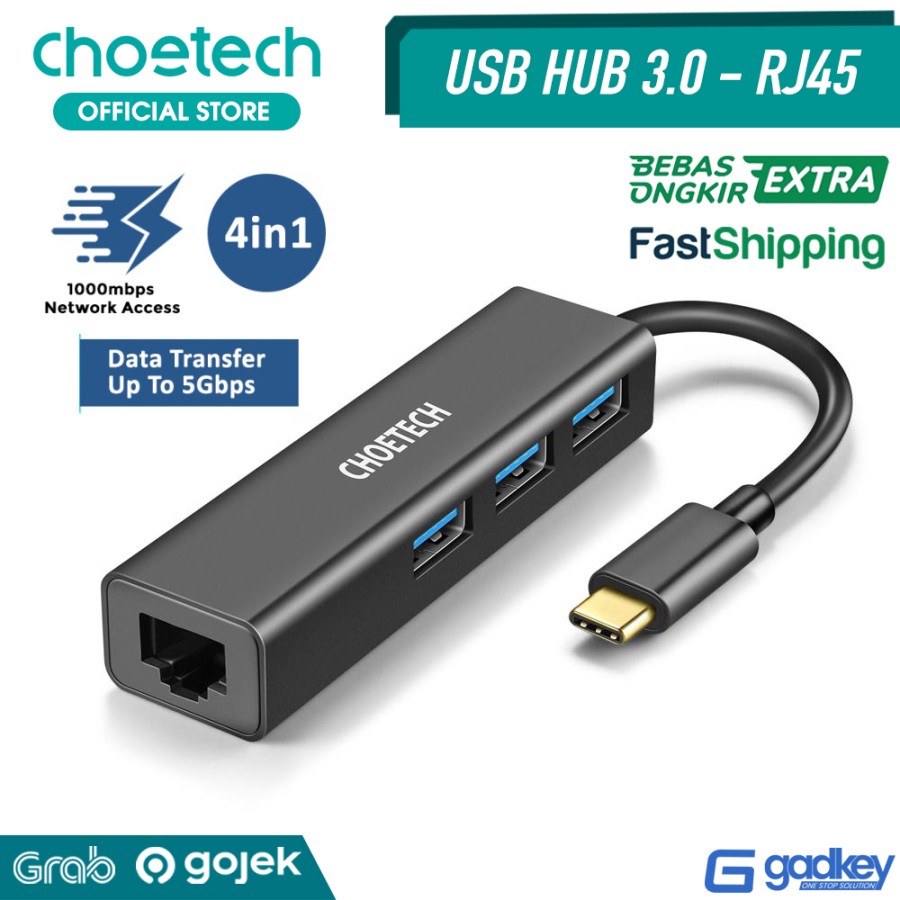 choetech
OFFICIAL STORE
USB HUB 3.0 - RJ45
BEBAS
ONGKIR EXTRA
FastShipping
1000mbps
Network Access
4in1
Data Transfer
Up To 5Gbps
CHOETECH
Grab
gojek
G gadkey
ONE STOP SOLUTION